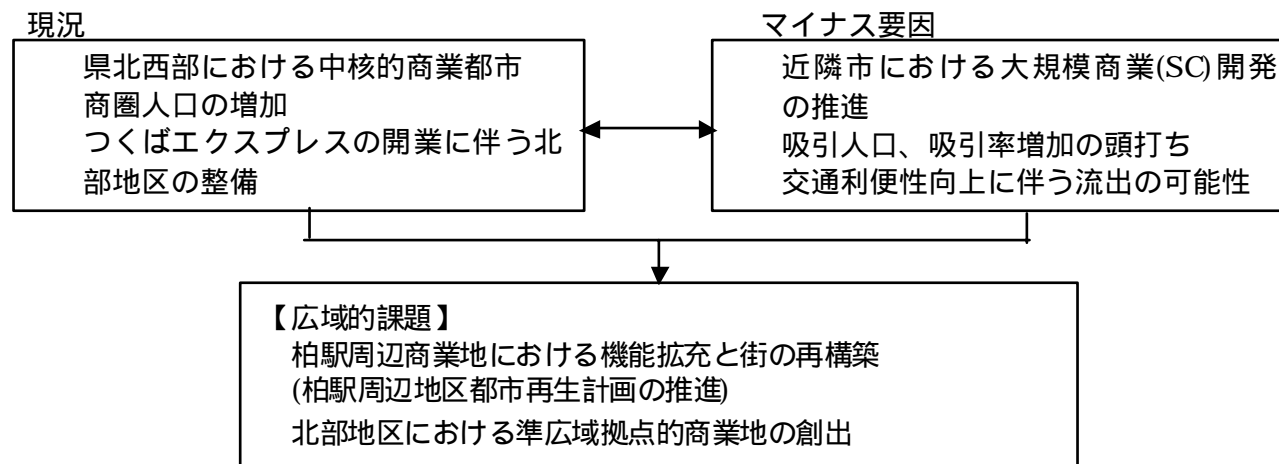 現況
県北西部における中核的商業都市
商圏人口の増加
つくばエクスプレスの開業に伴う北
部地区の整備
マイナス要因
近隣市における大規模商業(SC)開発
の推進
吸引人口、吸引率増加の頭打ち
交通利便性向上に伴う流出の可能性
【広域的課題】
柏駅周辺商業地における機能拡充と街の再構築
(柏駅周辺地区都市再生計画の推進)
北部地区における準広域拠点的商業地の創出